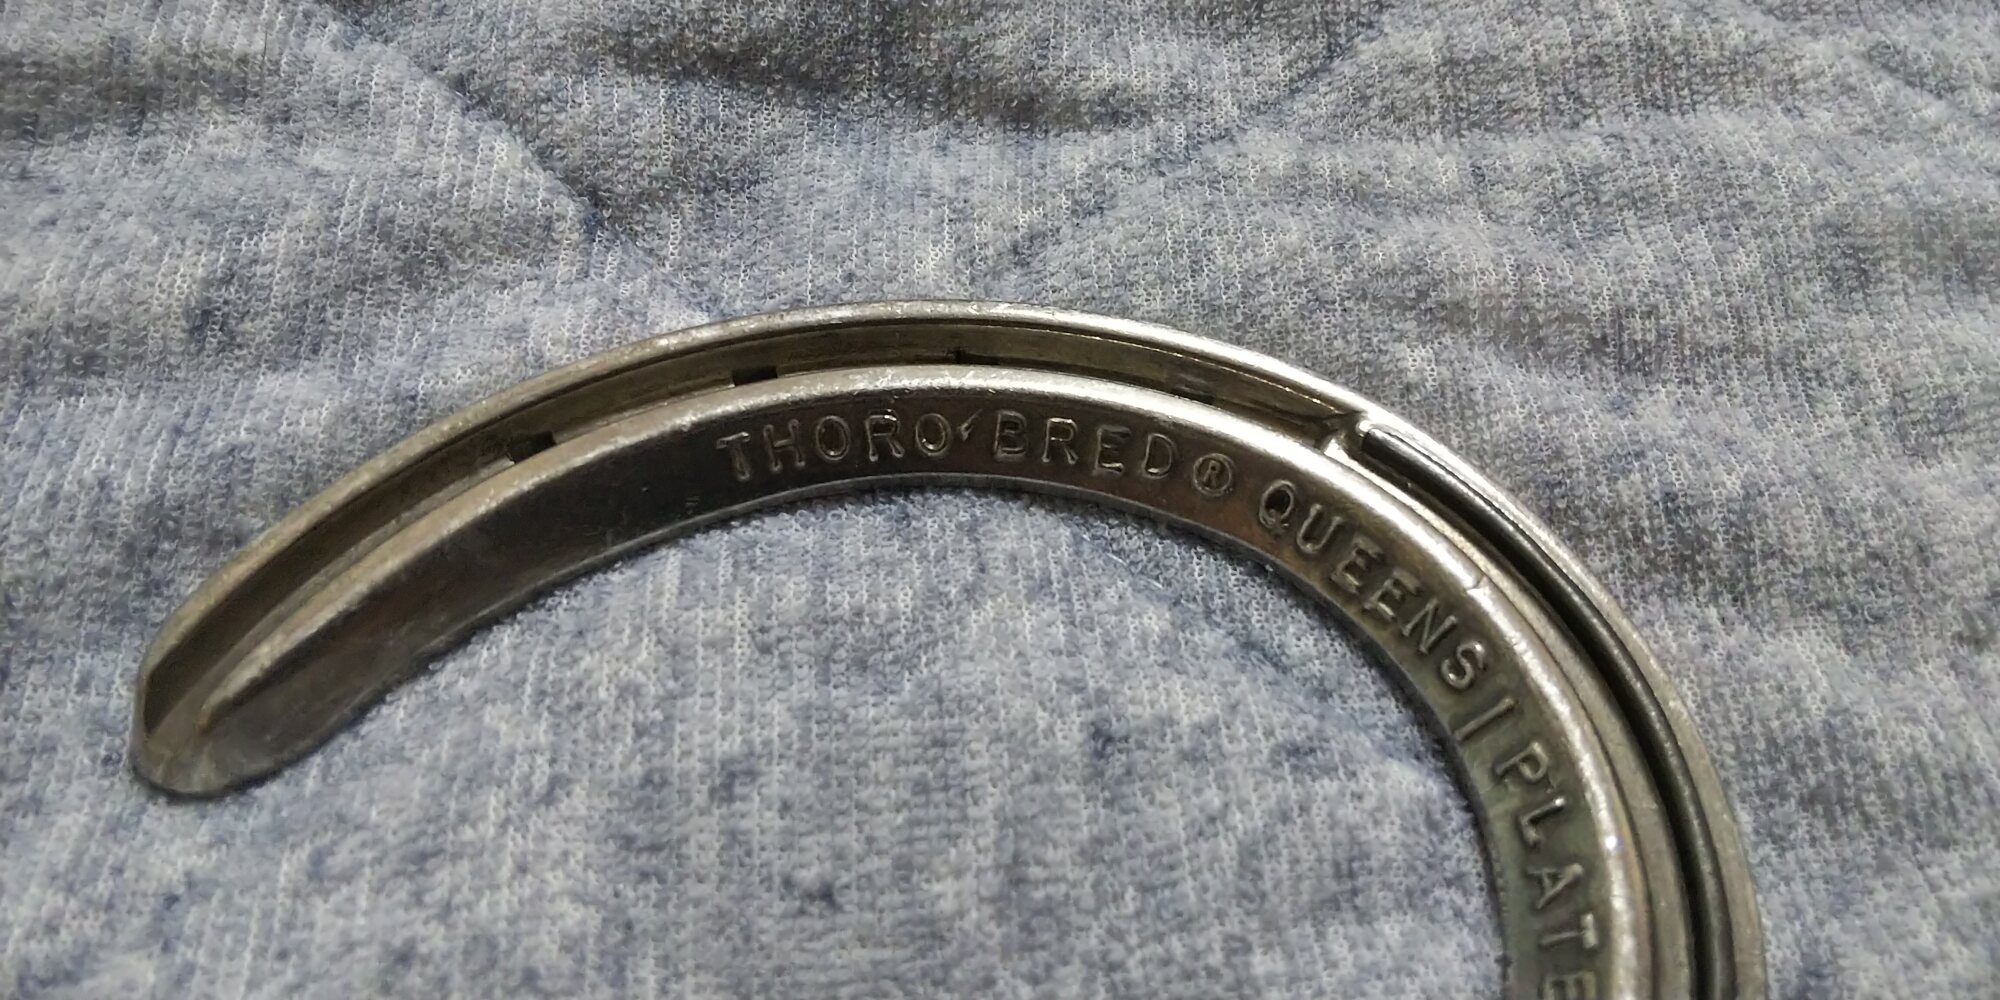 THORO' BRED® QUEENS | PLATE